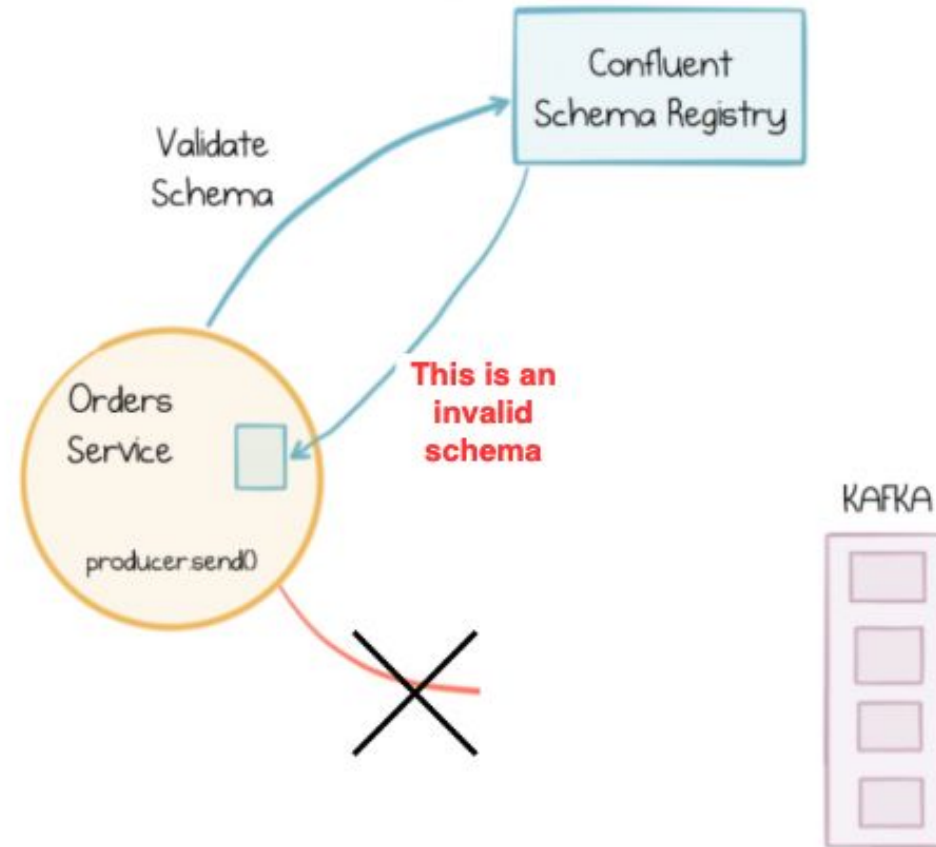 Confluent
Schema Registry
Validate
Schema
This is an
invalid
schema
Orders
Service
producer.send()
KAFKA